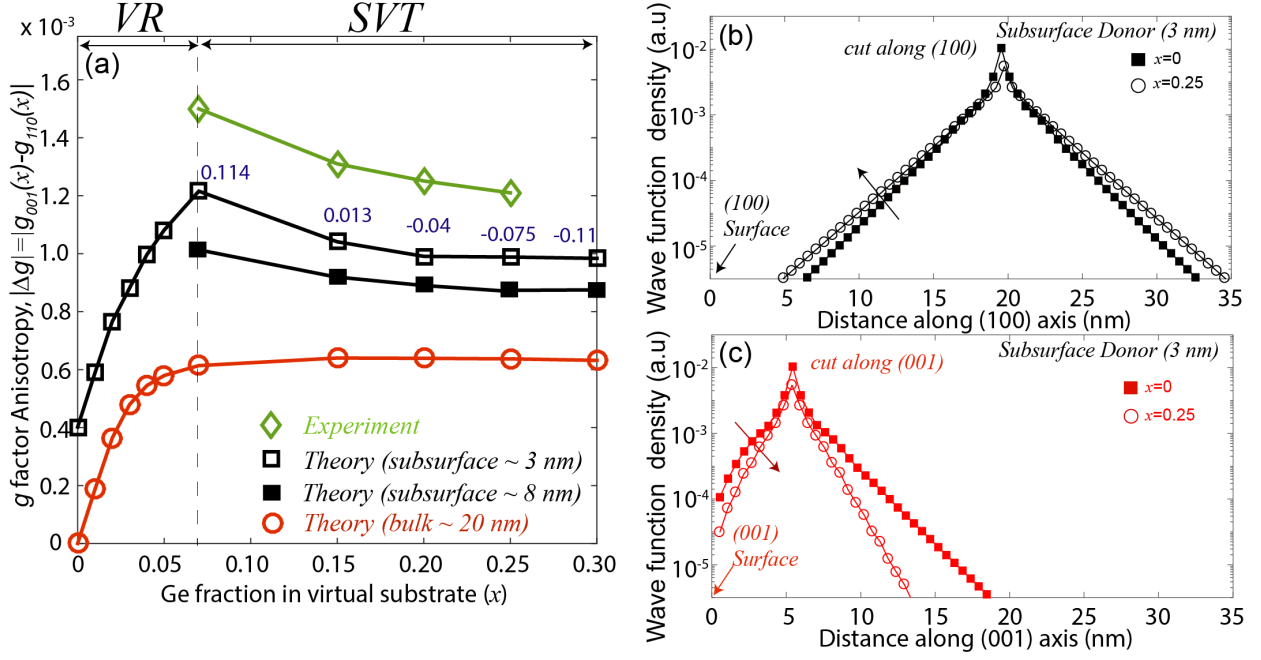 x 10⁻³
VR
SVT
(a)
g factor Anisotropy, |Δg|=|g₀₀₁(x)-g₁₁₀(x)|
1.6
1.4
1.2
1.0
0.8
0.6
0.4
0.2
0
0.114
0.013
-0.04
-0.075
-0.11
Experiment
Theory (subsurface ~ 3 nm)
Theory (subsurface ~ 8 nm)
Theory (bulk ~ 20 nm)
0 0.05 0.10 0.15 0.20 0.25 0.30
Ge fraction in virtual substrate (x)
(b)
Wave function density (a.u)
cut along (100)
Subsurface Donor (3 nm)
x=0
x=0.25
10⁻²
10⁻³
10⁻⁴
10⁻⁵
(100)
Surface
0 5 10 15 20 25 30 35
Distance along (100) axis (nm)
(c)
Wave function density (a.u)
cut along (001)
Subsurface Donor (3 nm)
x=0
x=0.25
10⁻²
10⁻³
10⁻⁴
10⁻⁵
(001)
Surface
0 5 10 15 20 25 30 35
Distance along (001) axis (nm)